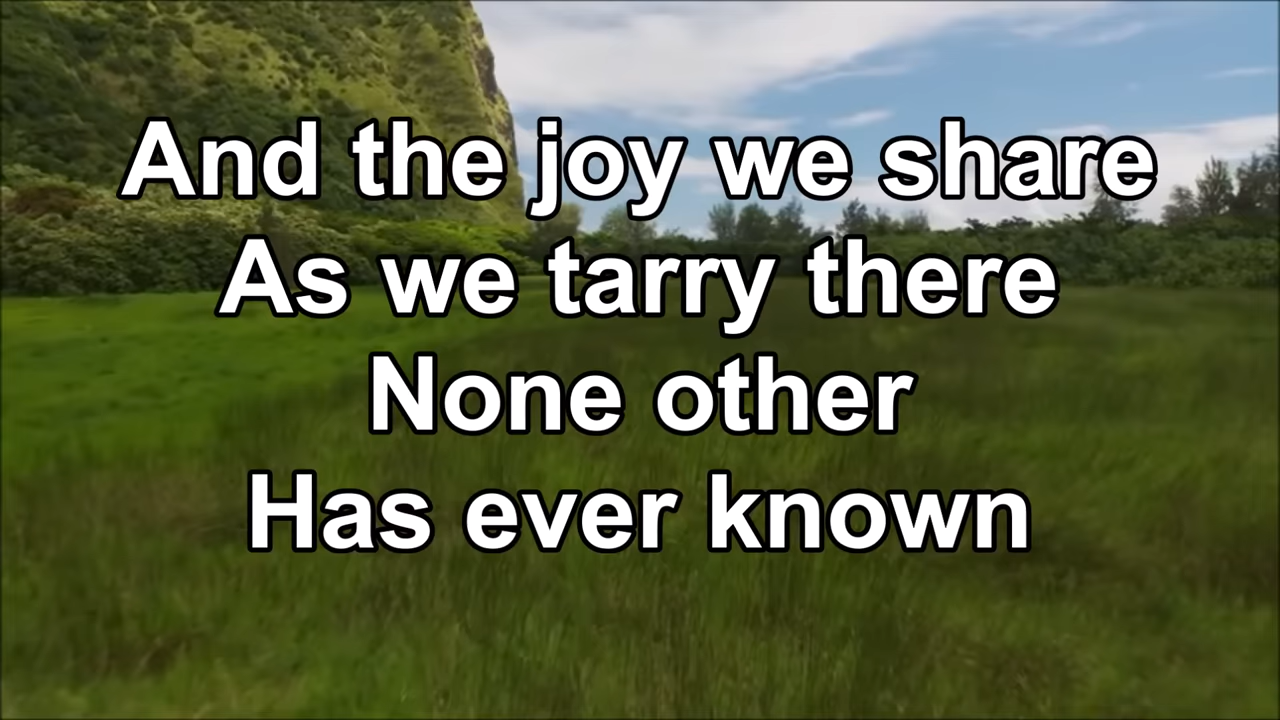 And the joy we share
As we tarry there
None other
Has ever known